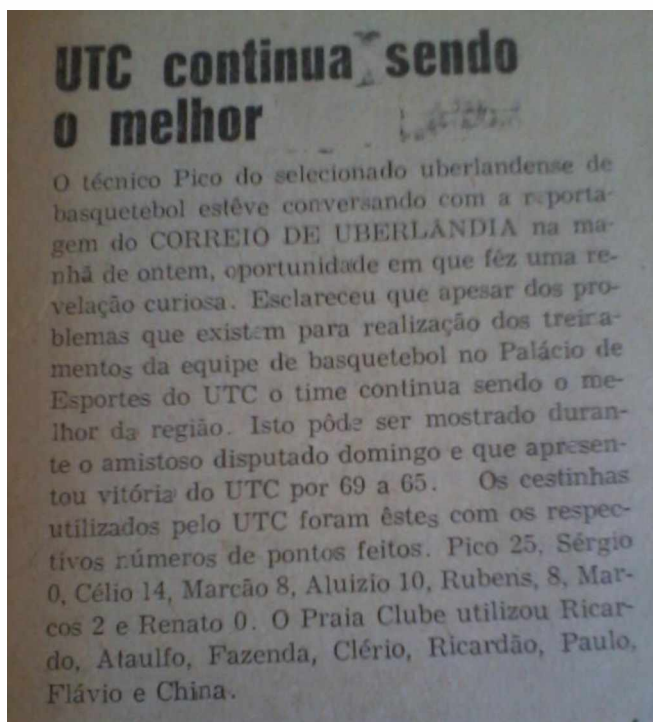 UTC continua sendo
o melhor
O técnico Pico do selecionado uberlandense de
basquetebol estêve conversando com a reporta-
gem do CORREIO DE UBERLÂNDIA na ma-
nhã de ontem, oportunidade em que fêz uma re-
velação curiosa. Esclareceu que apesar dos pro-
blemas que existem para realização dos treina-
mentos da equipe de basquetebol no Palácio de
Esportes do UTC o time continua sendo o me-
lhor da região. Isto pôde ser mostrado duran-
te o amistoso disputado domingo e que apresen-
tou vitória do UTC por 69 a 65. Os cestinhas
utilizados pelo UTC foram êstes com os respec-
tivos números de pontos feitos. Pico 25, Sérgio
0, Célio 14, Marcão 8, Aluizio 10, Rubens, 8, Mar-
cos 2 e Renato 0. O Praia Clube utilizou Ricar-
do, Ataulfo, Fazenda, Clério, Ricardão, Paulo,
Flávio e China.